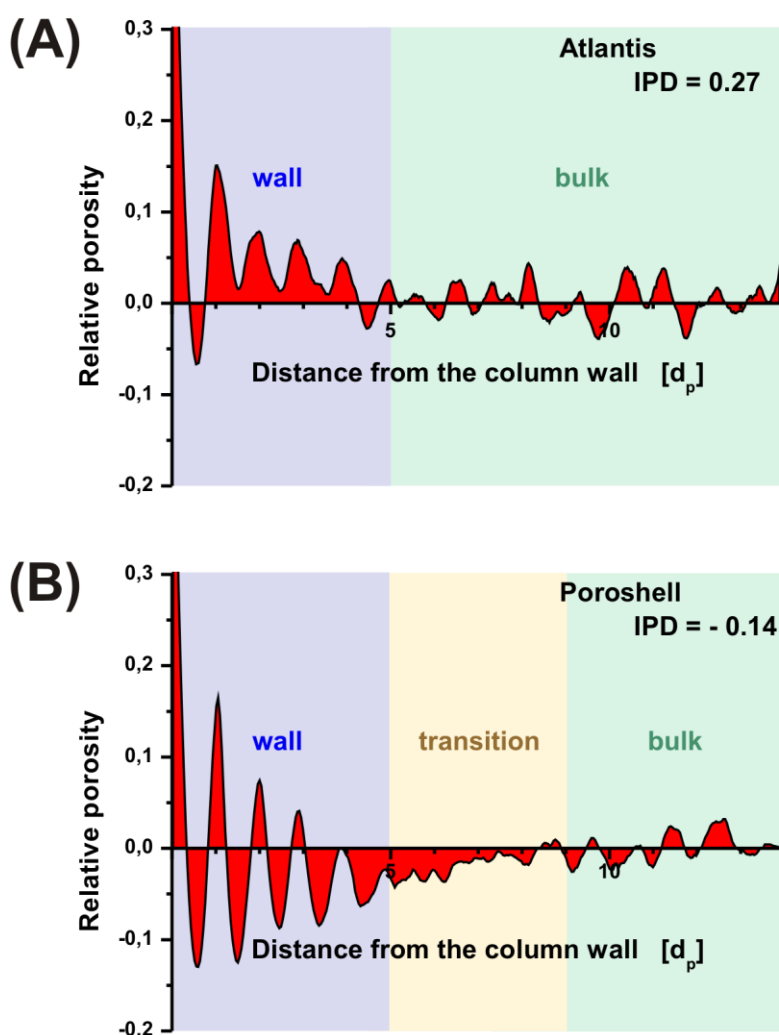 (A)
Atlantis
IPD = 0.27
0,3
0,2
0,1
0,0
-0,1
-0,2
Relative porosity
wall
bulk
5
10
Distance from the column wall [dp]
(B)
Poroshell
IPD = - 0.14
0,3
0,2
0,1
0,0
-0,1
-0,2
Relative porosity
wall
transition
bulk
5
10
Distance from the column wall [dp]